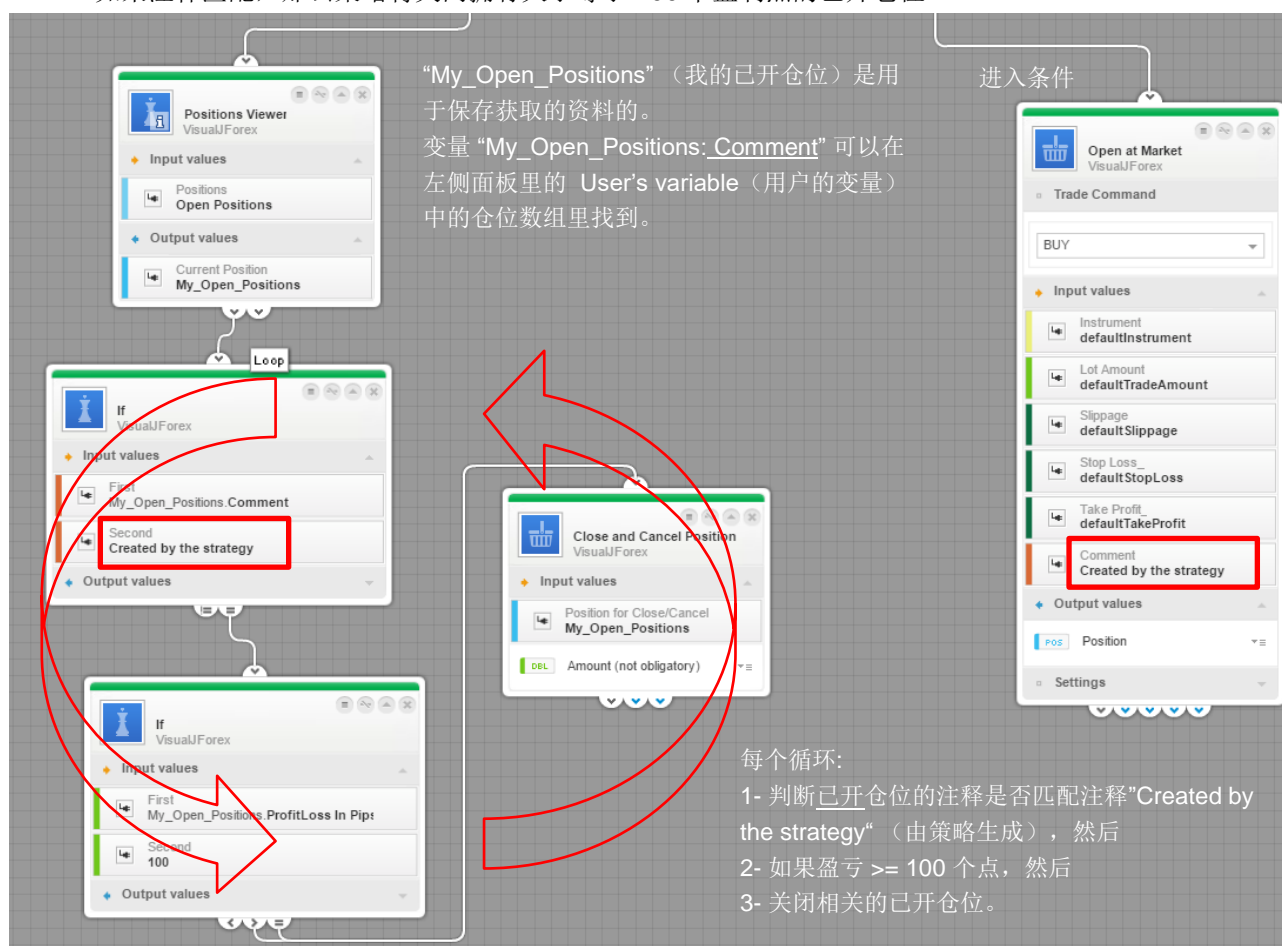 “My_Open_Positions” （我的已开仓位）是用
于保存获取的资料的。
变量 “My_Open_Positions: Comment” 可以在
左侧面板里的 User's variable（用户的变量）
中的仓位数组里找到。
进入条件
Positions Viewer
VisualJForex
Input values
Positions
Open Positions
Output values
Current Position
My_Open_Positions
Loop
If
VisualJForex
Input values
First
My_Open_Positions.Comment
Second
Created by the strategy
Output values
If
VisualJForex
Input values
First
My_Open_Positions.ProfitLoss In Pips
Second
100
Output values
Close and Cancel Position
VisualJForex
Input values
Position for Close/Cancel
My_Open_Positions
DBL Amount (not obligatory)
Open at Market
VisualJForex
Trade Command
BUY
Input values
Instrument
defaultInstrument
Lot Amount
defaultTradeAmount
Slippage
defaultSlippage
Stop Loss_
defaultStopLoss
Take Profit_
defaultTakeProfit
Comment
Created by the strategy
Output values
POS Position
Settings
每个循环:
1- 判断已开仓位的注释是否匹配注释”Created by
the strategy“ （由策略生成），然后
2- 如果盈亏 >= 100 个点，然后
3- 关闭相关的已开仓位。